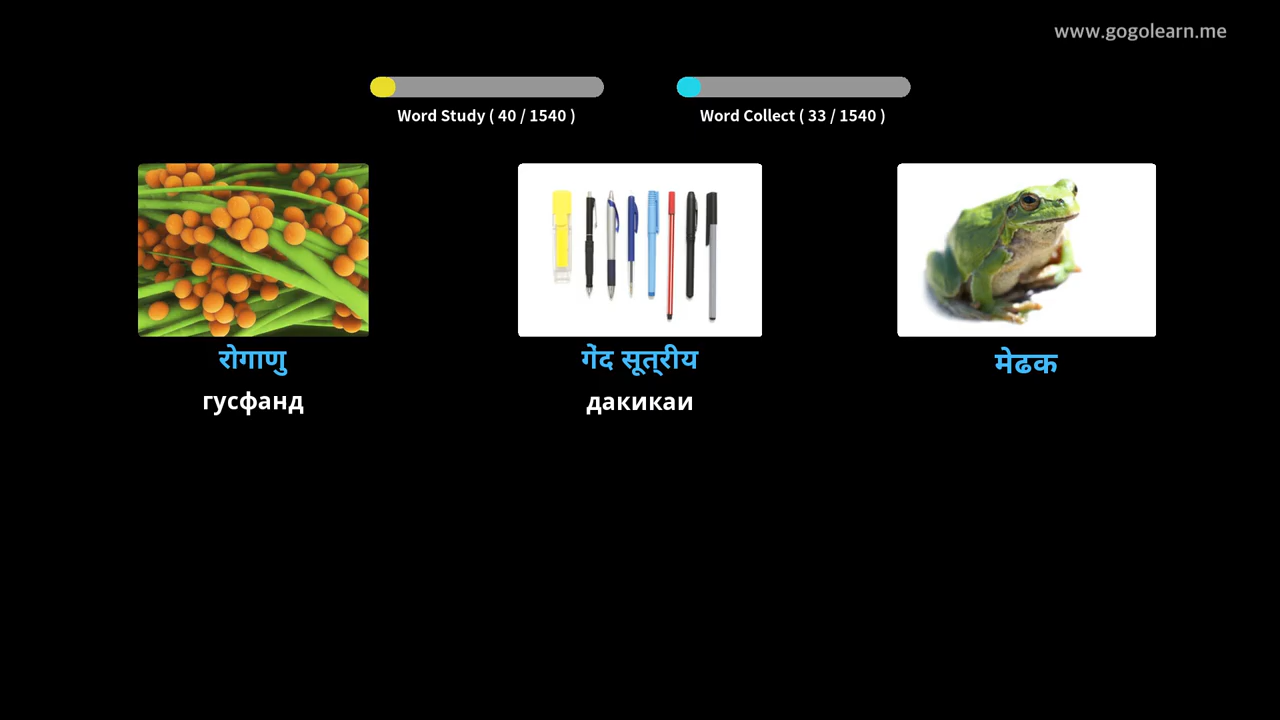 www.gogolearn.me
Word Study ( 40 / 1540 )
Word Collect ( 33 / 1540 )
रोगाणु
गेंद सूत्रीय
मेढक
гусфанд
дакикаи